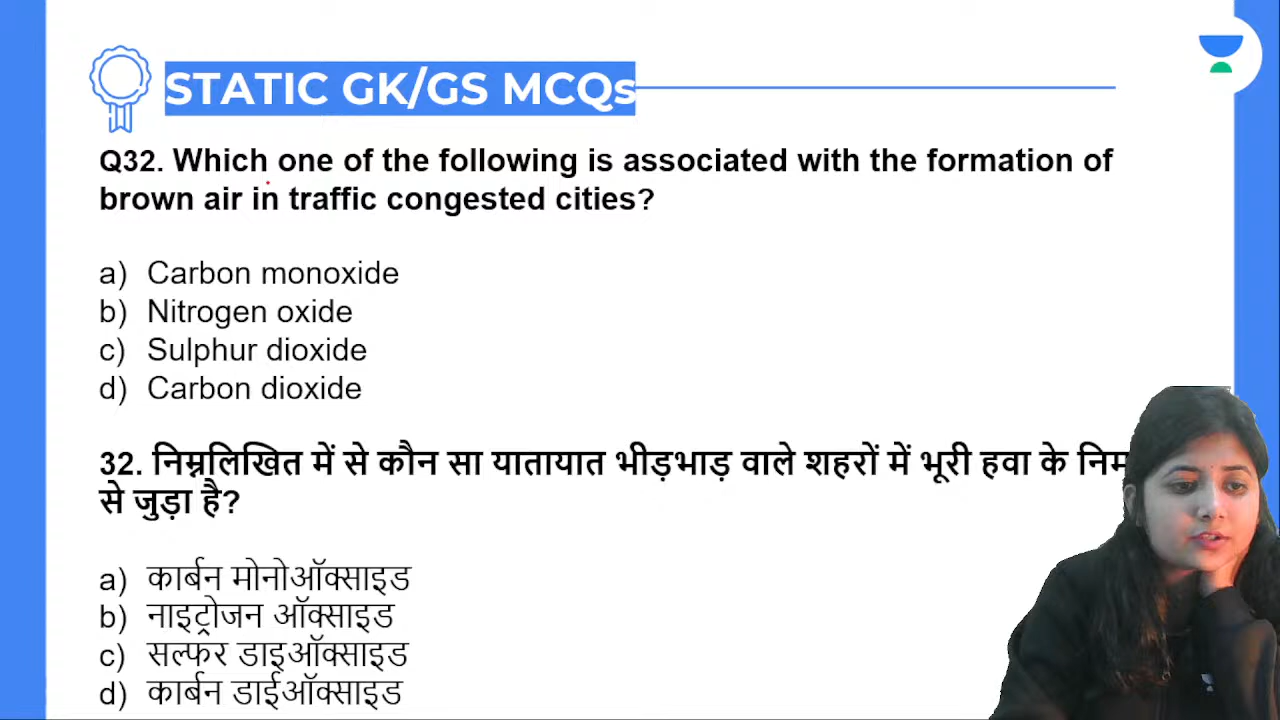 STATIC GK/GS MCQs
Q32. Which one of the following is associated with the formation of
brown air in traffic congested cities?
a) Carbon monoxide
b) Nitrogen oxide
c) Sulphur dioxide
d) Carbon dioxide
32. निम्नलिखित में से कौन सा यातायात भीड़भाड़ वाले शहरों में भूरी हवा के
से जुड़ा है?
a) कार्बन मोनोऑक्साइड
b) नाइट्रोजन ऑक्साइड
c) सल्फर डाइऑक्साइड
d) कार्बन डाईऑक्साइड